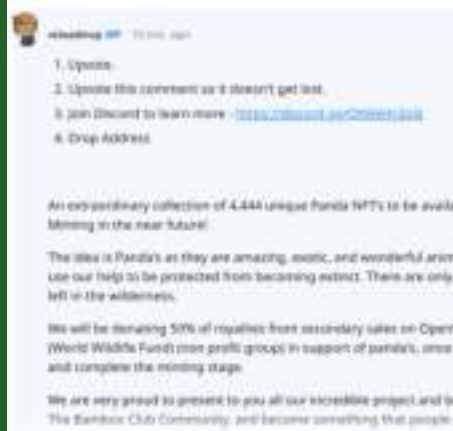 1. Upvote.
2. Upvote this comment so it doesn't get lost.
3. Join Discord to learn more -
4. Drop Address
An extraordinary collection of 4,444 unique Panda NFT's to be availa
Minting in the near future!
The idea is Panda's as they are amazing, exotic, and wonderful anim
use our help to be protected from becoming extinct. There are only
left in the wilderness.
We will be donating 50% of royalties from secondary sales on Open
(World Wildlife Fund) (non profit group) in support of panda's, once
and complete the minting stage.
We are very proud to present to you all our incredible project and b
The Bamboo Club Community, and become something that people